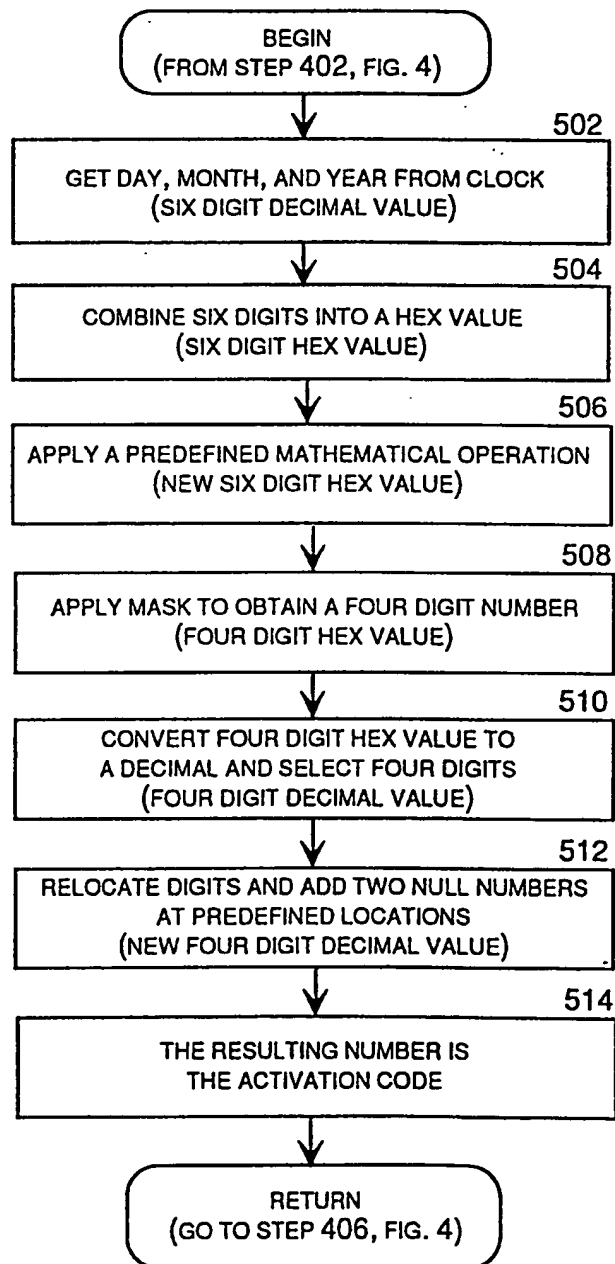 BEGIN
(FROM STEP 402, FIG. 4)
502
GET DAY, MONTH, AND YEAR FROM CLOCK
(SIX DIGIT DECIMAL VALUE)
504
COMBINE SIX DIGITS INTO A HEX VALUE
(SIX DIGIT HEX VALUE)
506
APPLY A PREDEFINED MATHEMATICAL OPERATION
(NEW SIX DIGIT HEX VALUE)
508
APPLY MASK TO OBTAIN A FOUR DIGIT NUMBER
(FOUR DIGIT HEX VALUE)
510
CONVERT FOUR DIGIT HEX VALUE TO
A DECIMAL AND SELECT FOUR DIGITS
(FOUR DIGIT DECIMAL VALUE)
512
RELOCATE DIGITS AND ADD TWO NULL NUMBERS
AT PREDEFINED LOCATIONS
(NEW FOUR DIGIT DECIMAL VALUE)
514
THE RESULTING NUMBER IS
THE ACTIVATION CODE
RETURN
(GO TO STEP 406, FIG. 4)